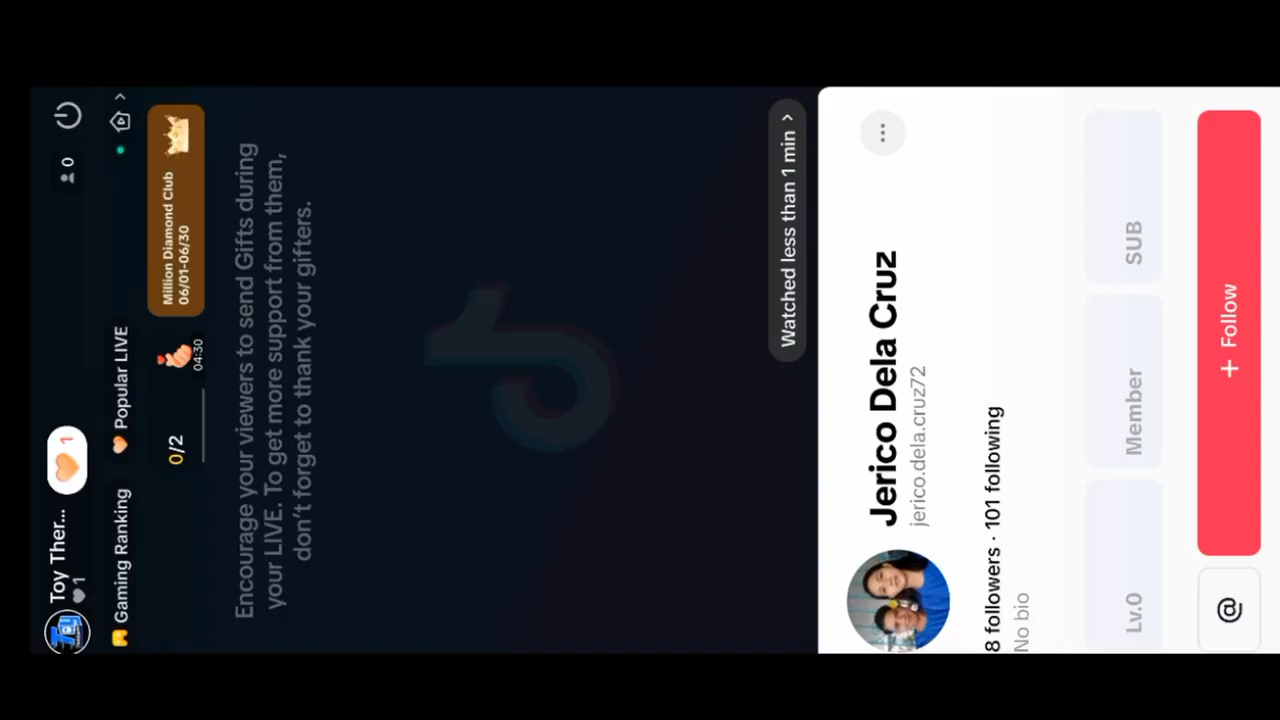 Toy Ther...
1
1
0
Gaming Ranking
Popular LIVE
0/2
04:30
Million Diamond Club
06/01-06/30
Encourage your viewers to send Gifts during
your LIVE. To get more support from them,
don't forget to thank your gifters.
Watched less than 1 min >
Jerico Dela Cruz
jerico.dela.cruz72
8 followers · 101 following
No bio
Lv.0
Member
SUB
@
+ Follow